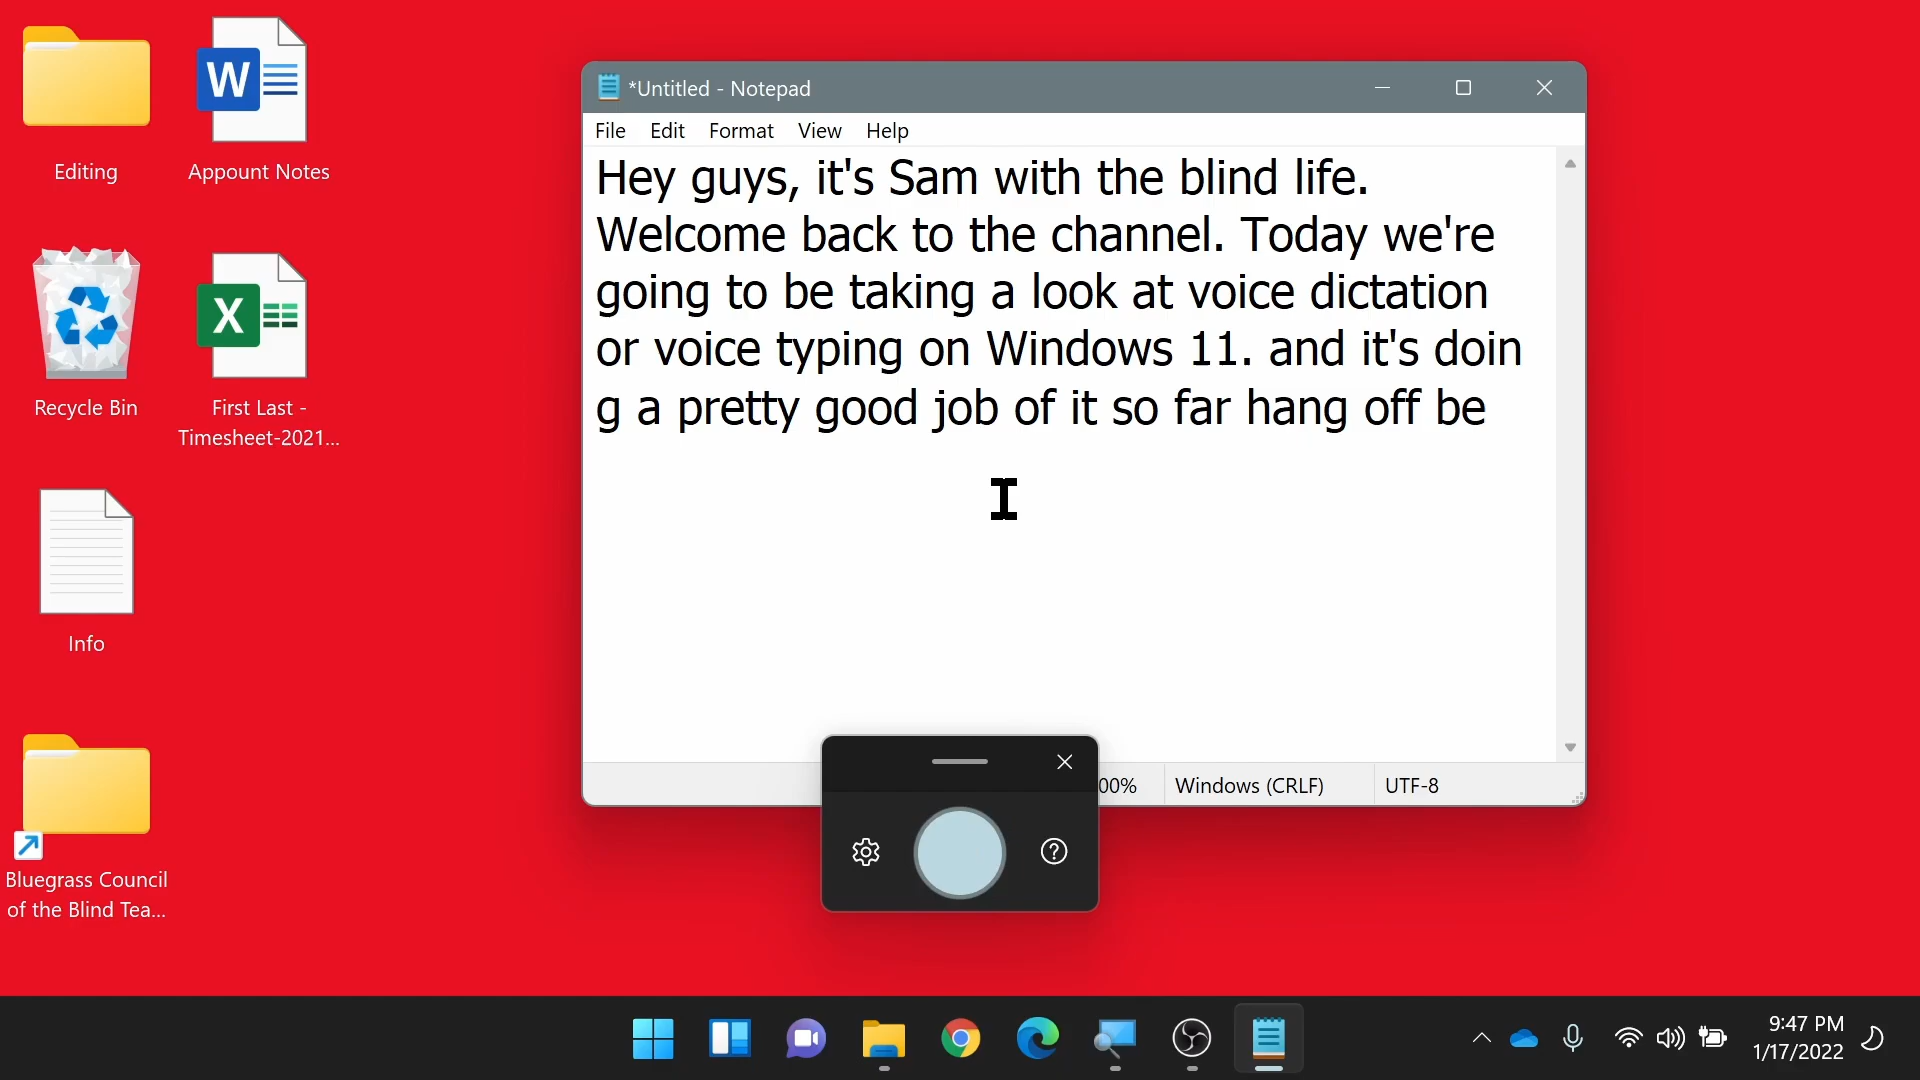 Editing
Appount Notes
Recycle Bin
First Last -
Timesheet-2021...
Info
Bluegrass Council
of the Blind Tea...
*Untitled - Notepad
File Edit Format View Help
Hey guys, it's Sam with the blind life.
Welcome back to the channel. Today we're
going to be taking a look at voice dictation
or voice typing on Windows 11. and it's doin
g a pretty good job of it so far hang off be
00% Windows (CRLF) UTF-8
9:47 PM
1/17/2022